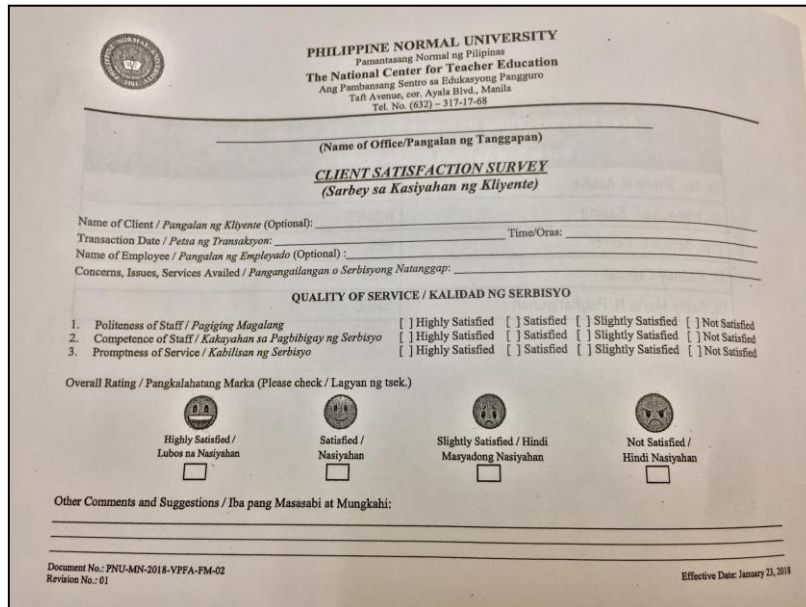 PHILIPPINE NORMAL UNIVERSITY
Pamantasang Normal ng Pilipinas
The National Center for Teacher Education
Ang Pambansang Sentro sa Edukasyong Pangguro
Taft Avenue, cor. Ayala Blvd., Manila
Tel. No. (632) – 317-17-68
(Name of Office/Pangalan ng Tanggapan)
CLIENT SATISFACTION SURVEY
(Sarbey sa Kasiyahan ng Kliyente)
Name of Client / Pangalan ng Kliyente (Optional):
Transaction Date / Petsa ng Transaksyon: Time/Oras:
Name of Employee / Pangalan ng Empleyado (Optional) :
Concerns, Issues, Services Availed / Pangangailangan o Serbisyong Natanggap:
QUALITY OF SERVICE / KALIDAD NG SERBISYO
1. Politeness of Staff / Pagiging Magalang [ ] Highly Satisfied [ ] Satisfied [ ] Slightly Satisfied [ ] Not Satisfied
2. Competence of Staff / Kakayahan sa Pagbibigay ng Serbisyo [ ] Highly Satisfied [ ] Satisfied [ ] Slightly Satisfied [ ] Not Satisfied
3. Promptness of Service / Kabilisan ng Serbisyo [ ] Highly Satisfied [ ] Satisfied [ ] Slightly Satisfied [ ] Not Satisfied
Overall Rating / Pangkalahatang Marka (Please check / Lagyan ng tsek.)
Highly Satisfied / Satisfied / Slightly Satisfied / Hindi Not Satisfied /
Lubos na Nasiyahan Nasiyahan Masyadong Nasiyahan Hindi Nasiyahan
Other Comments and Suggestions / Iba pang Masasabi at Mungkahi:
Document No.: PNU-MN-2018-VPFA-FM-02
Revision No.: 01 Effective Date: January 23, 2018